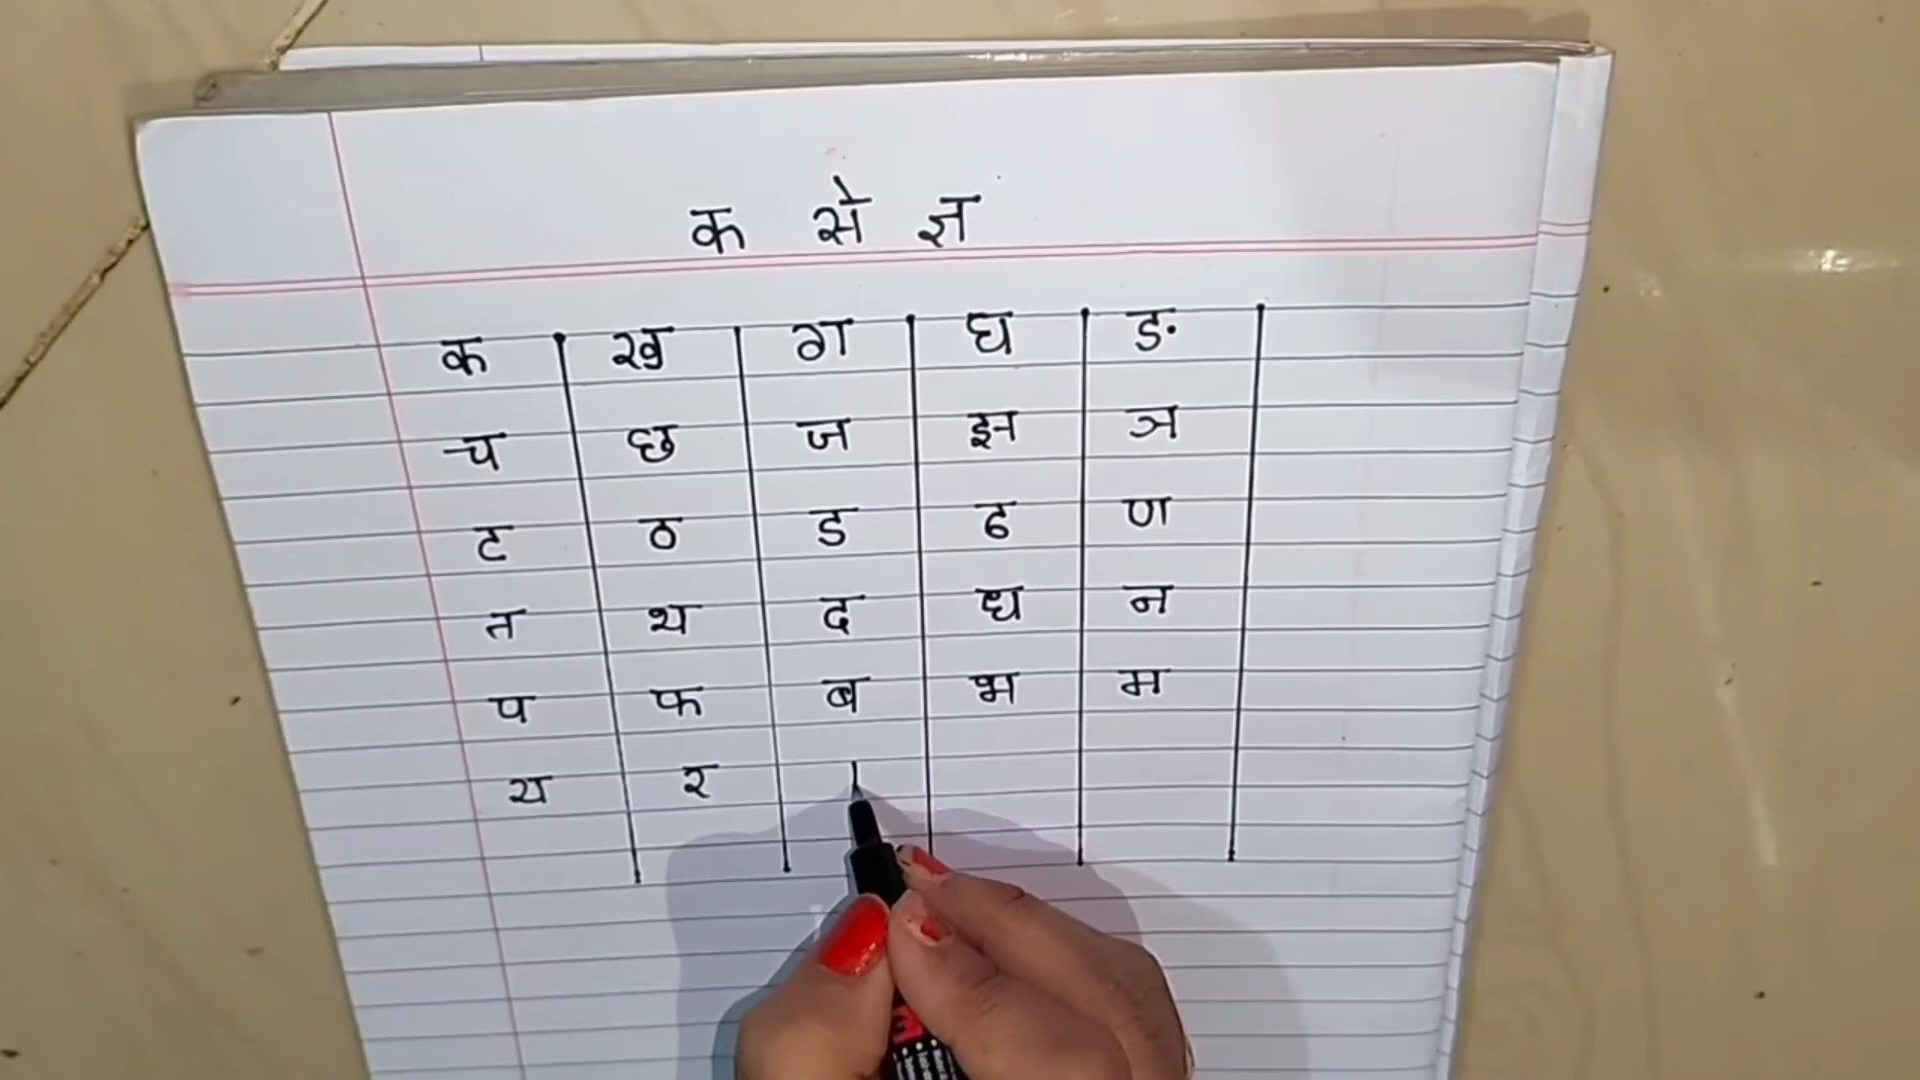 क से ज्ञ
क ख ग घ ङ
च छ ज झ ञ
ट ठ ड ढ ण
त थ द ध न
प फ ब भ म
य र